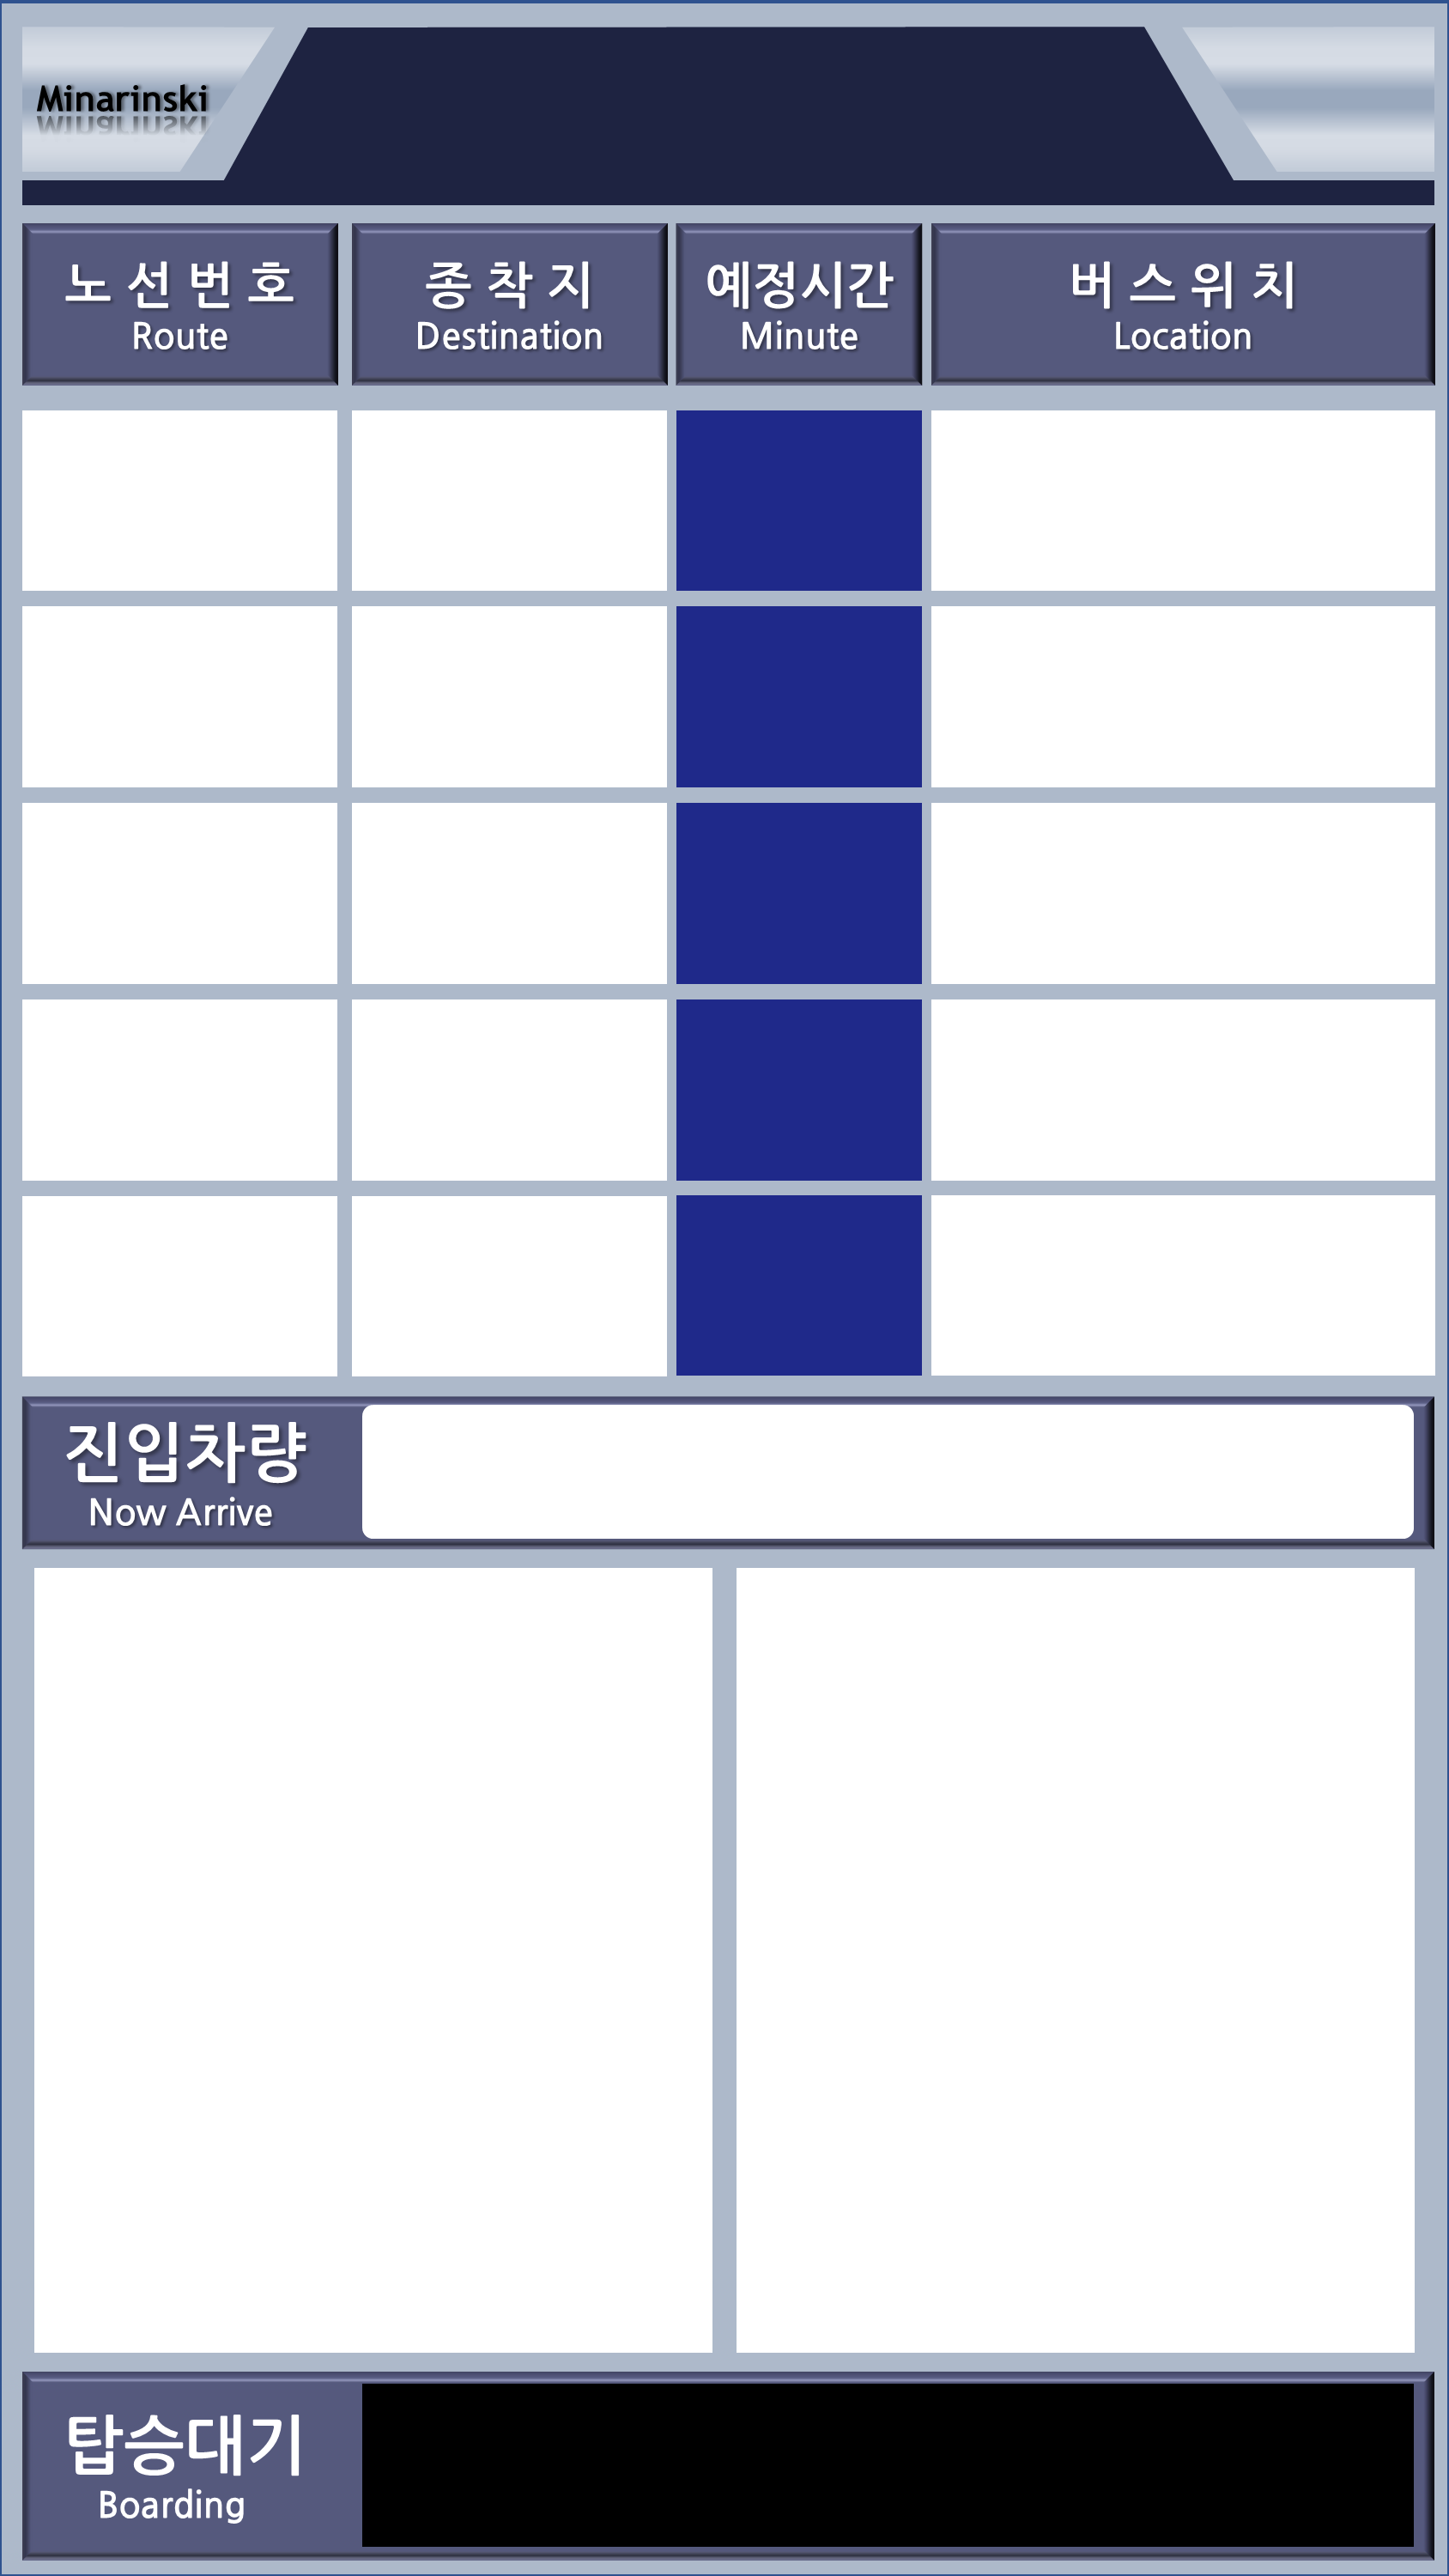 Minarinski
노 선 번 호
Route
종 착 지
Destination
예정시간
Minute
버 스 위 치
Location
진입차량
Now Arrive
탑승대기
Boarding